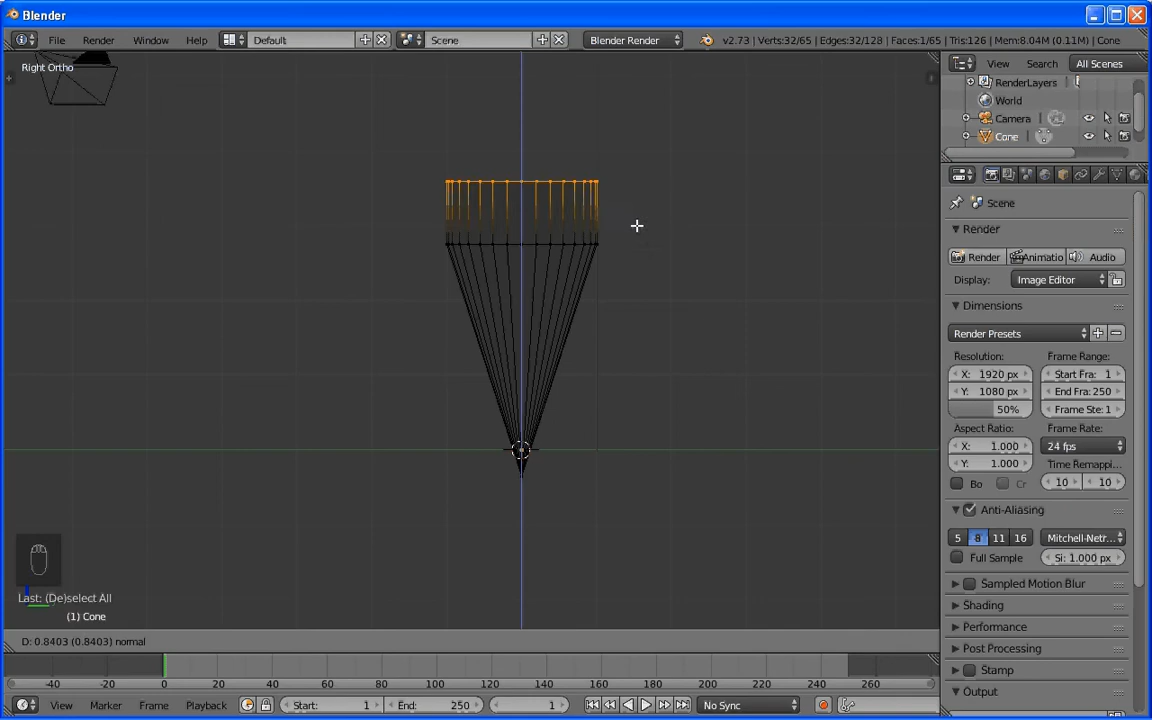 Blender
File Render Window Help Default Scene Blender Render v2.73 | Verts:32/65 | Edges:32/128 | Faces:1/65 | Tris:126 | Mem:8.04M (0.11M) | Cone
Right Ortho
View Search All Scenes
RenderLayers
World
Camera
Cone
Scene
Render
Render Animatio Audio
Display: Image Editor
Dimensions
Render Presets
Resolution: Frame Range:
X: 1920 px Start Fra: 1
Y: 1080 px End Fra: 250
50% Frame Ste: 1
Aspect Ratio: Frame Rate:
X: 1.000 24 fps
Y: 1.000 Time Remappi...
Bo Cr 10 10
Anti-Aliasing
5 8 11 16 Mitchell-Netr...
Full Sample Si: 1.000 px
Sampled Motion Blur
Shading
Performance
Post Processing
Stamp
Output
Last: (De)select All
(1) Cone
D: 0.8403 (0.8403) normal
-40 -20 0 20 40 60 80 100 120 140 160 180 200 220 240 260
View Marker Frame Playback Start: 1 End: 250 1 No Sync